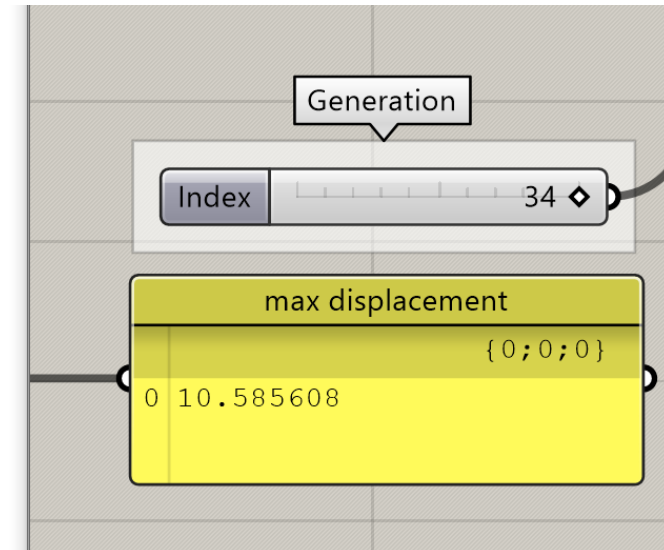 Generation
Index 34
max displacement
{0;0;0}
0 10.585608